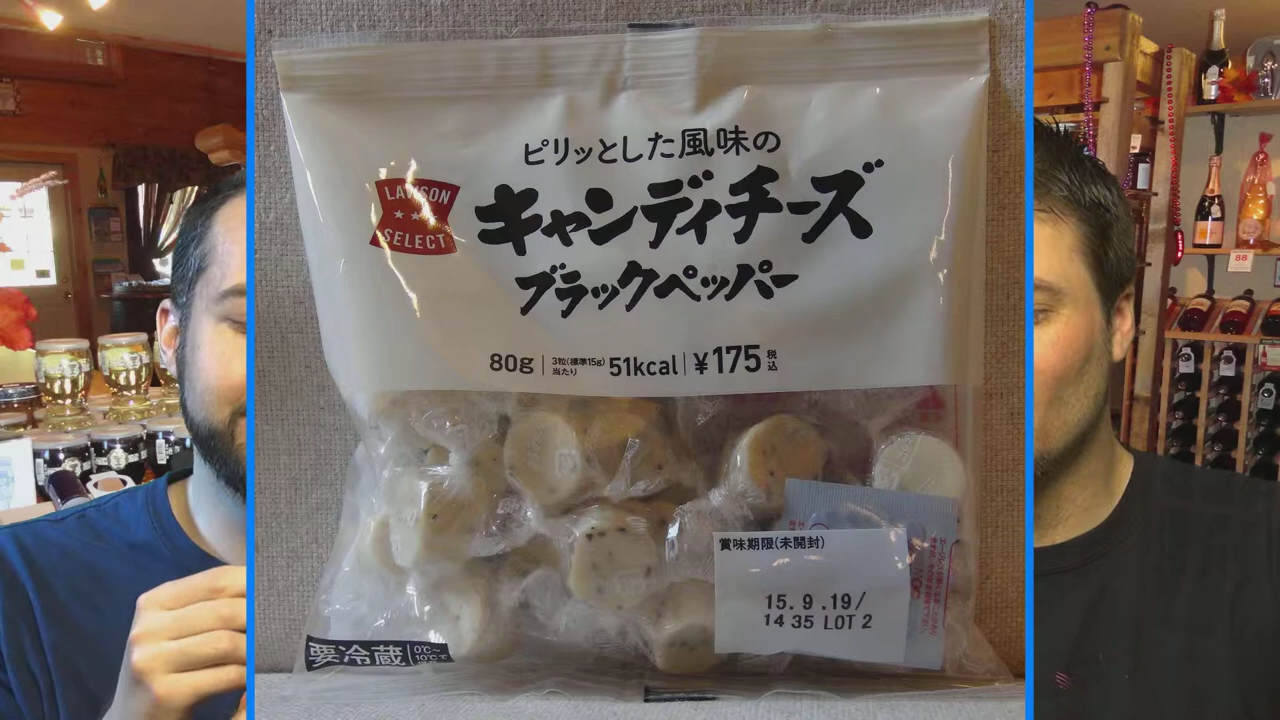 ピリッとした風味の
LAWSON
SELECT
キャンディチーズ
ブラックペッパー
80g
3粒(標準15g)
当たり
51kcal
¥175
税込
賞味期限(未開封)
15.9.19/
14 35 LOT 2
要冷蔵
0℃~
10℃で
88